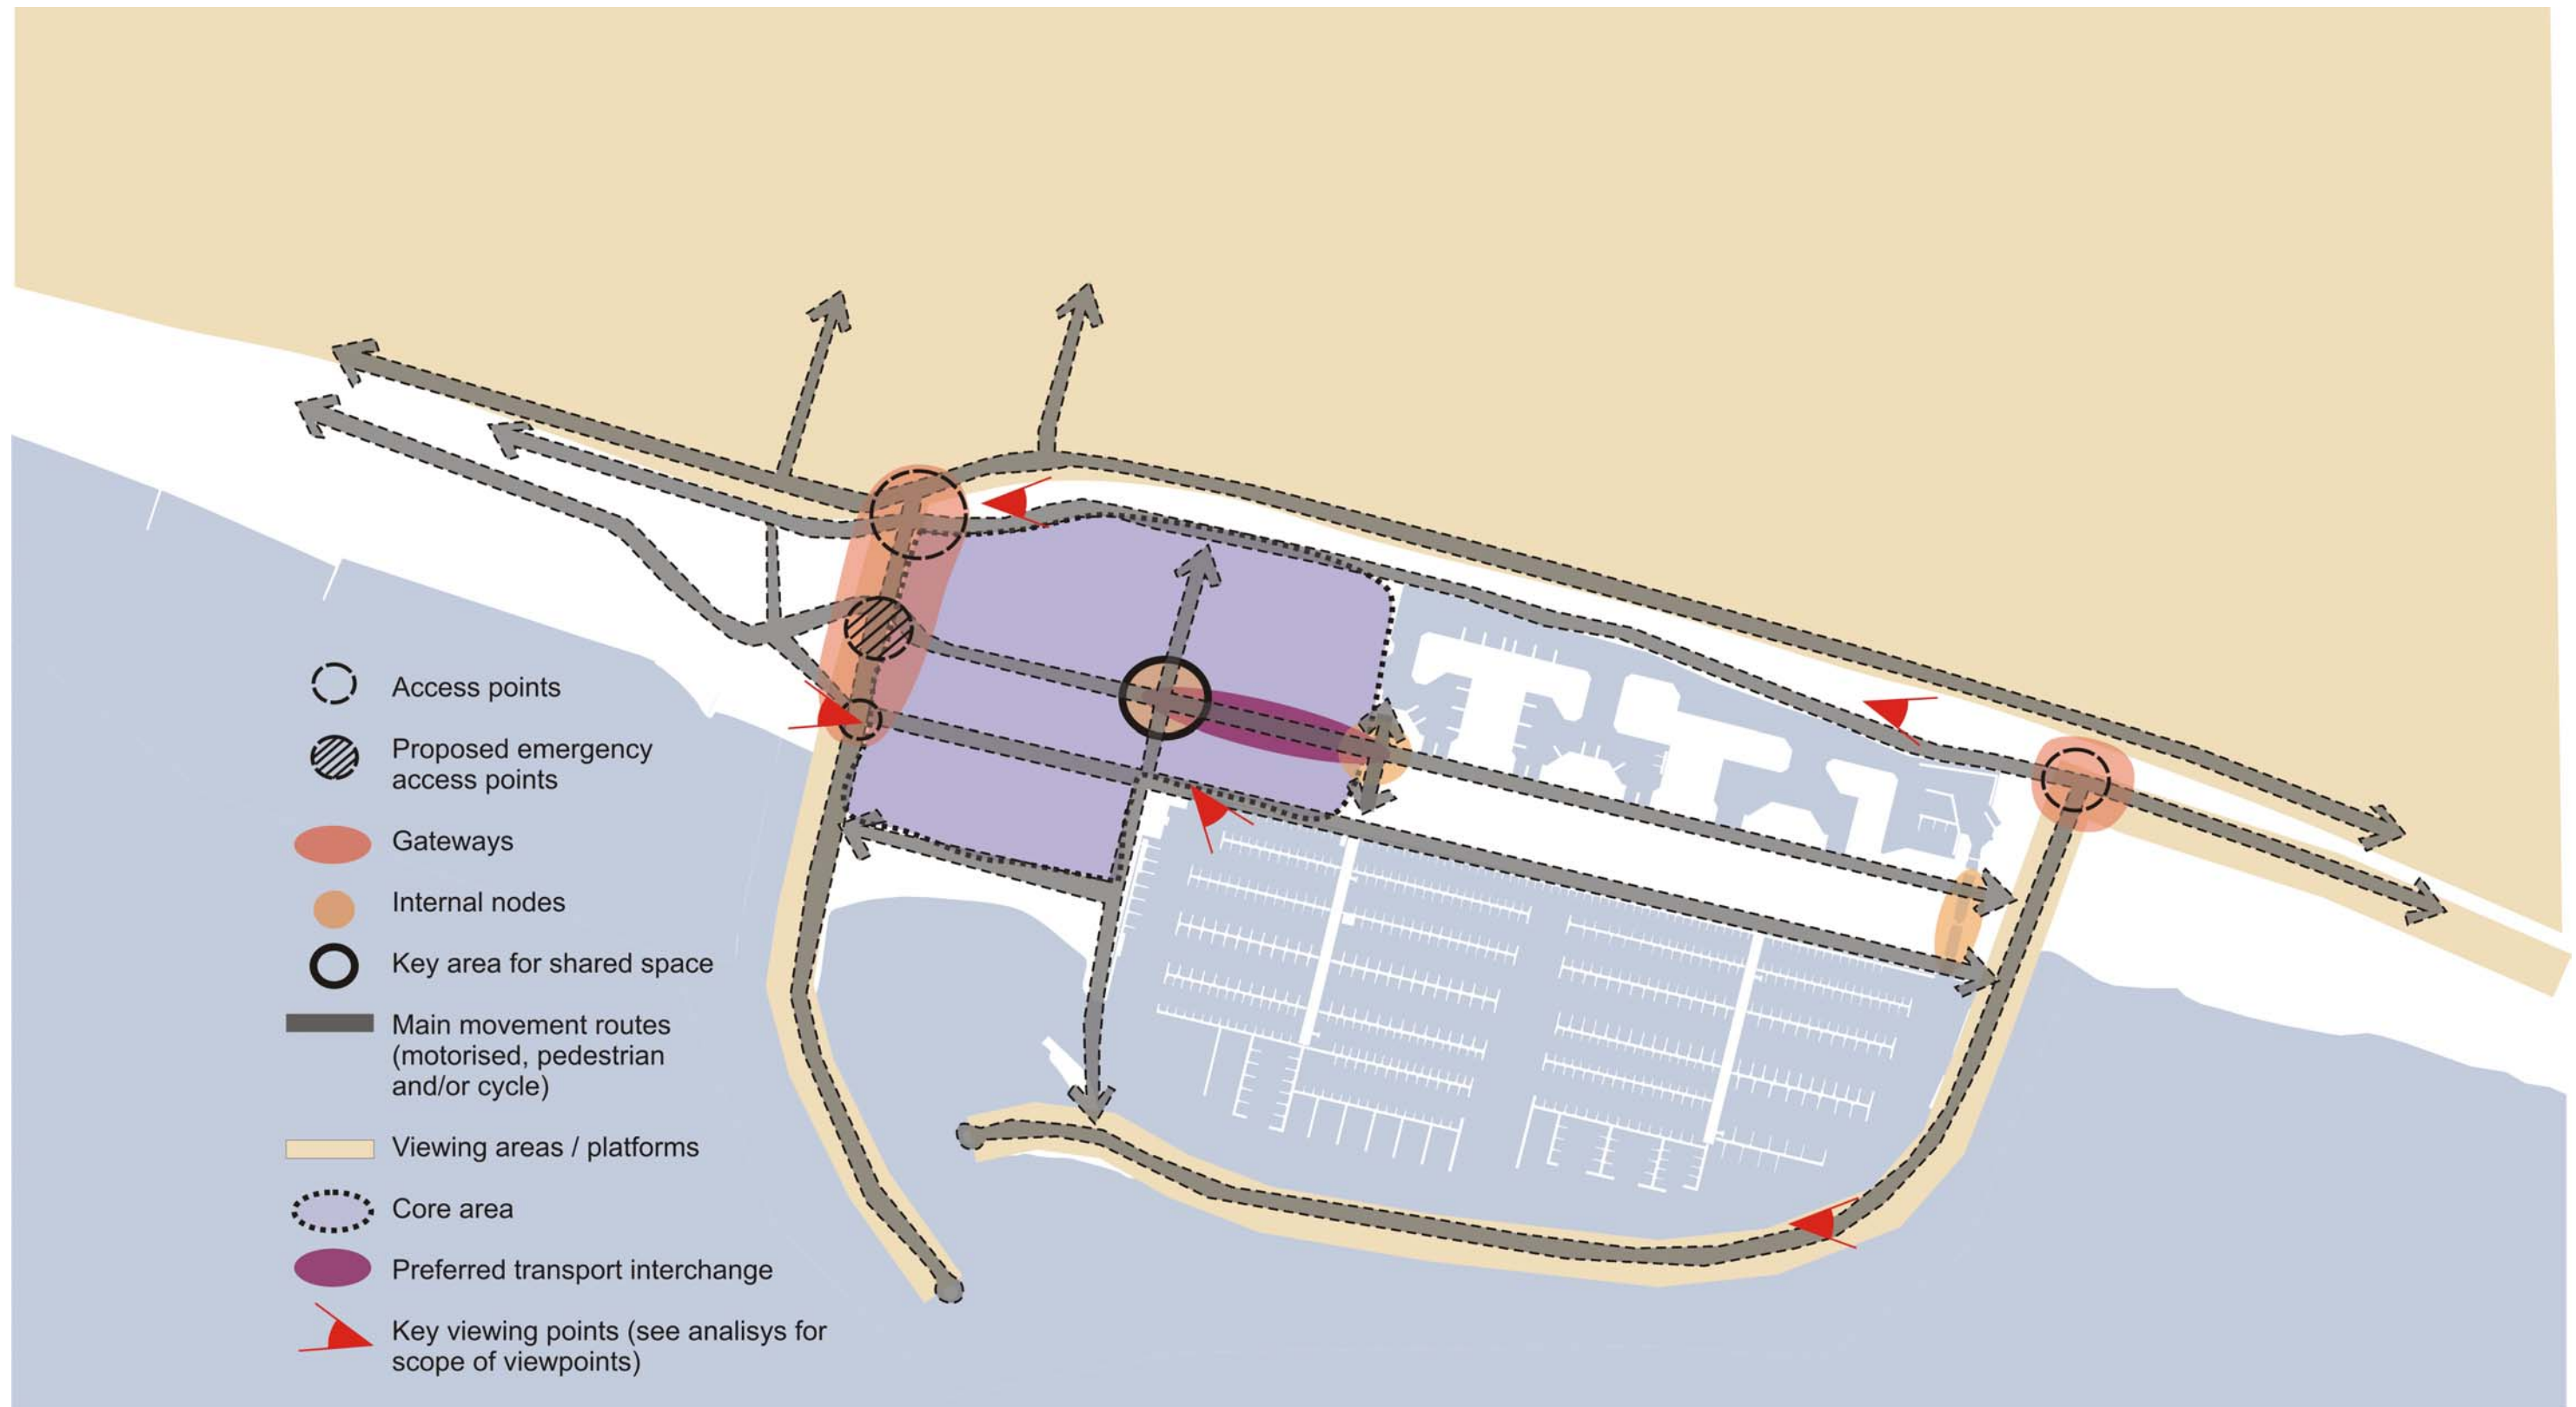 Access points
Proposed emergency
access points
Gateways
Internal nodes
Key area for shared space
Main movement routes
(motorised, pedestrian
and/or cycle)
Viewing areas / platforms
Core area
Preferred transport interchange
Key viewing points (see analisys for
scope of viewpoints)